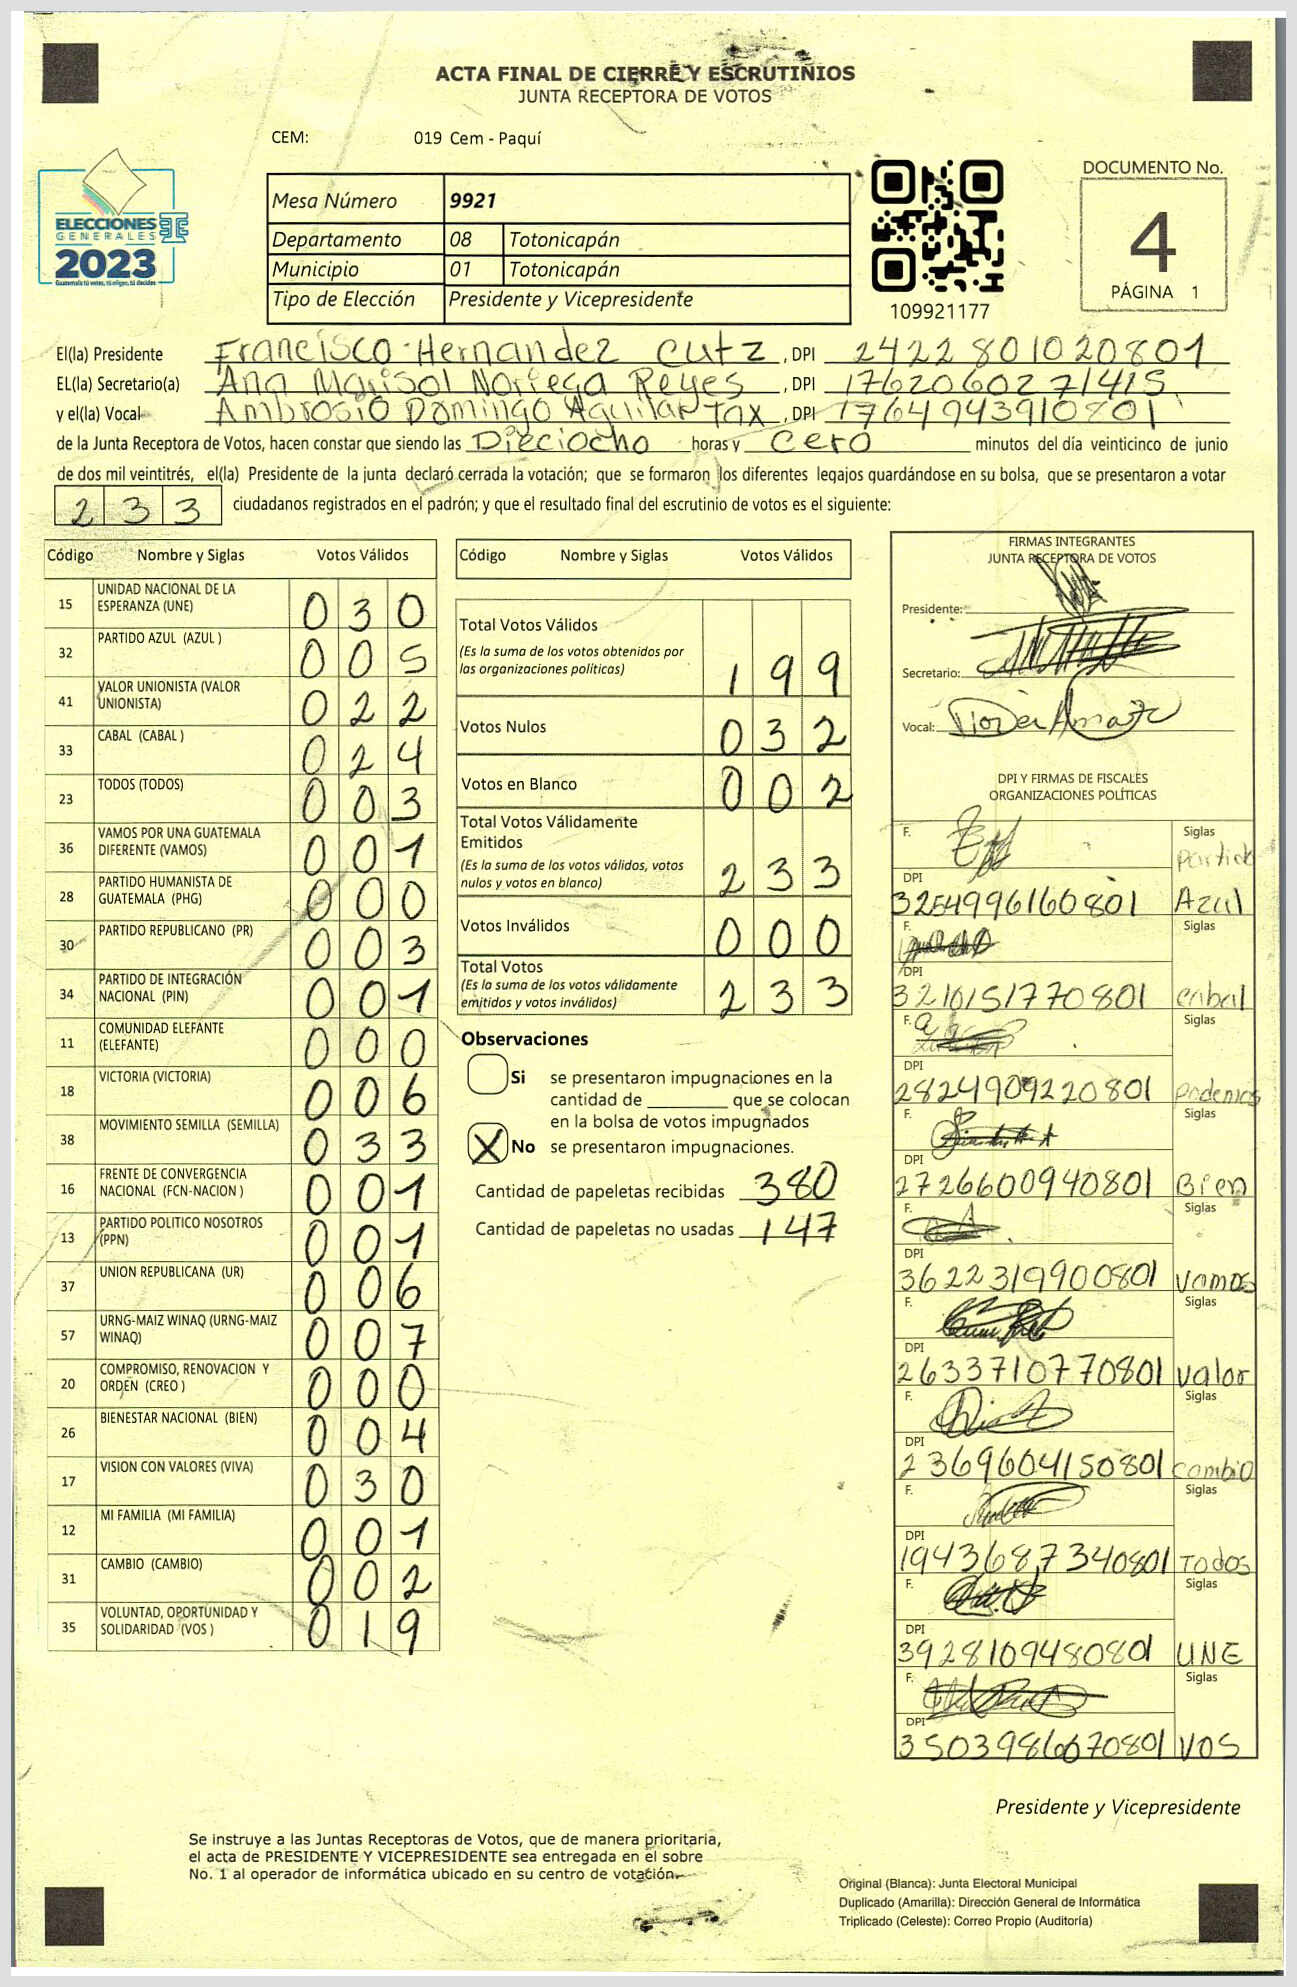 ACTA FINAL DE CIERRE Y ESCRUTINIOS
JUNTA RECEPTORA DE VOTOS
CEM: 019 Cem - Paquí
ELECCIONES
GENERALES
2023
Guatemala tú votas, tú eliges, tú decides
Mesa Número 9921
Departamento 08 Totonicapán
Municipio 01 Totonicapán
Tipo de Elección Presidente y Vicepresidente
109921177
DOCUMENTO No.
4
PÁGINA 1
El(la) Presidente Francisco Hernandez Cutz , DPI 2422801020801
EL(la) Secretario(a) Ana Marisol Noriega Reyes , DPI 1762060271415
y el(la) Vocal Ambrosio Domingo Aguilar Tax , DPI 1764994391 0801
de la Junta Receptora de Votos, hacen constar que siendo las Dieciocho horas y cero minutos del día veinticinco de junio
de dos mil veintitrés, el(la) Presidente de la junta declaró cerrada la votación; que se formaron los diferentes legajos guardándose en su bolsa, que se presentaron a votar
233 ciudadanos registrados en el padrón; y que el resultado final del escrutinio de votos es el siguiente:
Código Nombre y Siglas Votos Válidos
15 UNIDAD NACIONAL DE LA ESPERANZA (UNE) 030
32 PARTIDO AZUL (AZUL ) 005
41 VALOR UNIONISTA (VALOR UNIONISTA) 022
33 CABAL (CABAL ) 024
23 TODOS (TODOS) 003
36 VAMOS POR UNA GUATEMALA DIFERENTE (VAMOS) 001
28 PARTIDO HUMANISTA DE GUATEMALA (PHG) 000
30 PARTIDO REPUBLICANO (PR) 003
34 PARTIDO DE INTEGRACIÓN NACIONAL (PIN) 001
11 COMUNIDAD ELEFANTE (ELEFANTE) 000
18 VICTORIA (VICTORIA) 006
38 MOVIMIENTO SEMILLA (SEMILLA) 033
16 FRENTE DE CONVERGENCIA NACIONAL (FCN-NACION ) 001
13 PARTIDO POLITICO NOSOTROS (PPN) 001
37 UNION REPUBLICANA (UR) 006
57 URNG-MAIZ WINAQ (URNG-MAIZ WINAQ) 007
20 COMPROMISO, RENOVACION Y ORDEN (CREO ) 000
26 BIENESTAR NACIONAL (BIEN) 004
17 VISION CON VALORES (VIVA) 030
12 MI FAMILIA (MI FAMILIA) 001
31 CAMBIO (CAMBIO) 002
35 VOLUNTAD, OPORTUNIDAD Y SOLIDARIDAD (VOS ) 019
Código Nombre y Siglas Votos Válidos
Total Votos Válidos
(Es la suma de los votos obtenidos por
las organizaciones políticas) 199
Votos Nulos 032
Votos en Blanco 002
Total Votos Válidamente
Emitidos
(Es la suma de los votos válidos, votos
nulos y votos en blanco) 233
Votos Inválidos 000
Total Votos
(Es la suma de los votos válidamente
emitidos y votos inválidos) 233
Observaciones
Si se presentaron impugnaciones en la
cantidad de ________ que se colocan
en la bolsa de votos impugnados
X No se presentaron impugnaciones.
Cantidad de papeletas recibidas 380
Cantidad de papeletas no usadas 147
FIRMAS INTEGRANTES
JUNTA RECEPTORA DE VOTOS
Presidente:
Secretario:
Vocal:
DPI Y FIRMAS DE FISCALES
ORGANIZACIONES POLÍTICAS
F. Siglas
partido
DPI
3254996160801 Azul
F. Siglas
DPI
3210151770801 cabal
F. Siglas
DPI
2824909220801 podemos
F. Siglas
DPI
2726600940801 Bien
F. Siglas
DPI
3622319900801 vamos
F. Siglas
DPI
2633710770801 valor
F. Siglas
DPI
2369604150801 cambio
F. Siglas
DPI
1943687340801 Todos
F. Siglas
DPI
3928109480801 UNE
F. Siglas
DPI
3503986670801 VOS
Presidente y Vicepresidente
Se instruye a las Juntas Receptoras de Votos, que de manera prioritaria,
el acta de PRESIDENTE Y VICEPRESIDENTE sea entregada en el sobre
No. 1 al operador de informática ubicado en su centro de votación.
Original (Blanca): Junta Electoral Municipal
Duplicado (Amarilla): Dirección General de Informática
Triplicado (Celeste): Correo Propio (Auditoría)